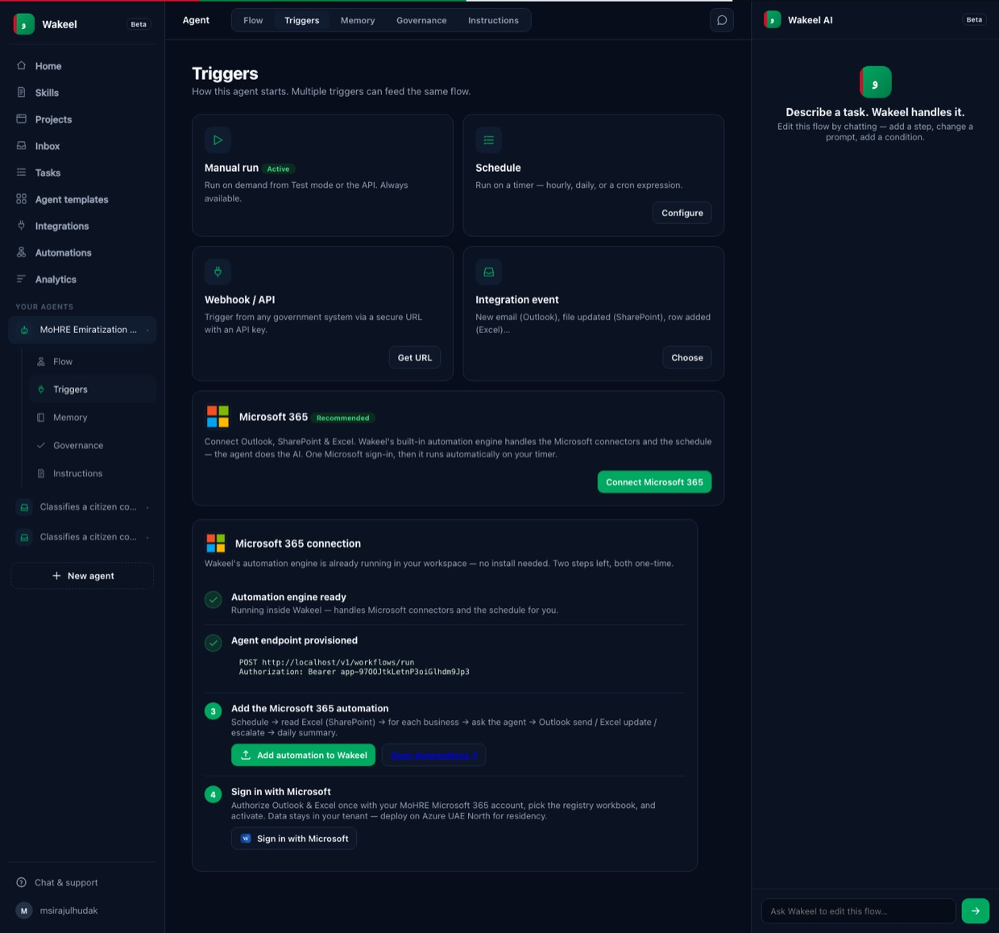 و
Wakeel
Beta
Home
Skills
Projects
Inbox
Tasks
Agent templates
Integrations
Automations
Analytics
YOUR AGENTS
MoHRE Emiratization ...
Flow
Triggers
Memory
Governance
Instructions
Classifies a citizen co...
Classifies a citizen co...
New agent
Chat & support
M
msirajulhudak
Agent
Flow
Triggers
Memory
Governance
Instructions
Triggers
How this agent starts. Multiple triggers can feed the same flow.
Manual run Active
Run on demand from Test mode or the API. Always
available.
Schedule
Run on a timer — hourly, daily, or a cron expression.
Configure
Webhook / API
Trigger from any government system via a secure URL
with an API key.
Get URL
Integration event
New email (Outlook), file updated (SharePoint), row added
(Excel)...
Choose
Microsoft 365 Recommended
Connect Outlook, SharePoint & Excel. Wakeel's built-in automation engine handles the Microsoft connectors and the schedule
— the agent does the AI. One Microsoft sign-in, then it runs automatically on your timer.
Connect Microsoft 365
Microsoft 365 connection
Wakeel's automation engine is already running in your workspace — no install needed. Two steps left, both one-time.
Automation engine ready
Running inside Wakeel — handles Microsoft connectors and the schedule for you.
Agent endpoint provisioned
POST http://localhost/v1/workflows/run
Authorization: Bearer app-97OOJtkLetnP3oiGlhdm9Jp3
3
Add the Microsoft 365 automation
Schedule → read Excel (SharePoint) → for each business → ask the agent → Outlook send / Excel update /
escalate → daily summary.
Add automation to Wakeel
Open Automations ↗
4
Sign in with Microsoft
Authorize Outlook & Excel once with your MoHRE Microsoft 365 account, pick the registry workbook, and
activate. Data stays in your tenant — deploy on Azure UAE North for residency.
W
Sign in with Microsoft
و
Wakeel AI
Beta
و
Describe a task. Wakeel handles it.
Edit this flow by chatting — add a step, change a
prompt, add a condition.
Ask Wakeel to edit this flow...